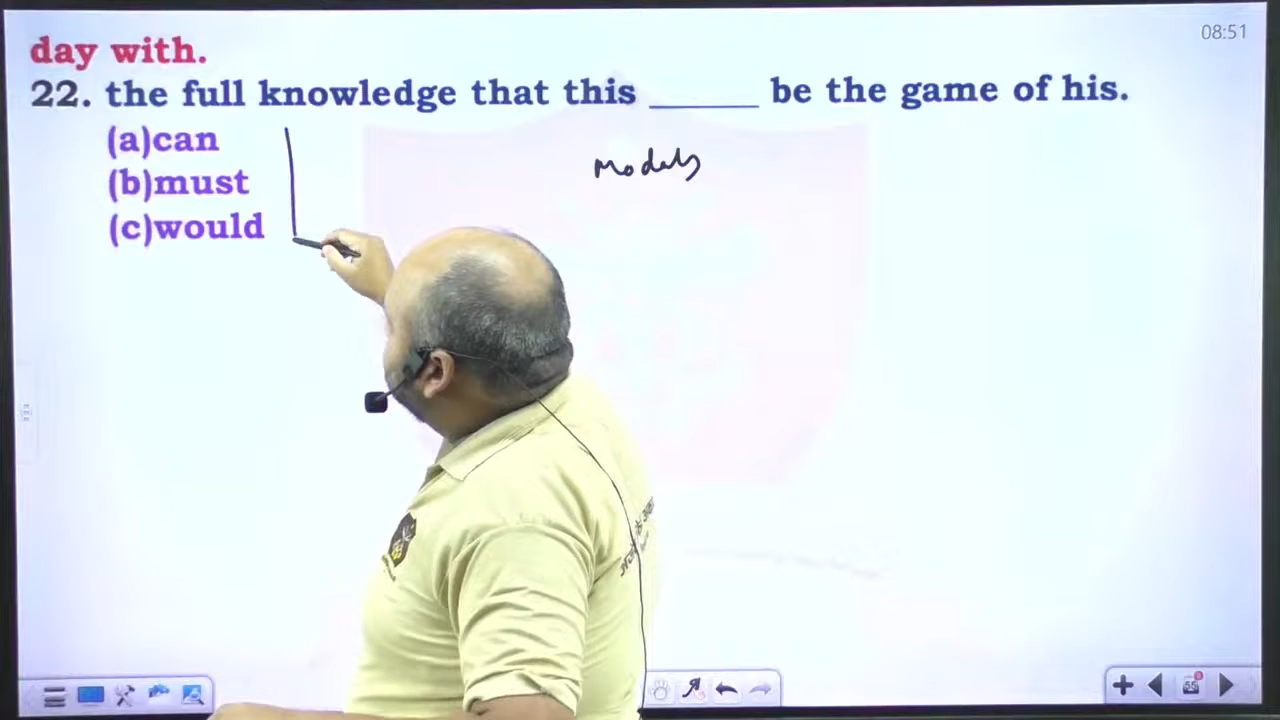 08:51
day with.
22. the full knowledge that this ______ be the game of his.
(a)can
(b)must
(c)would
Modals